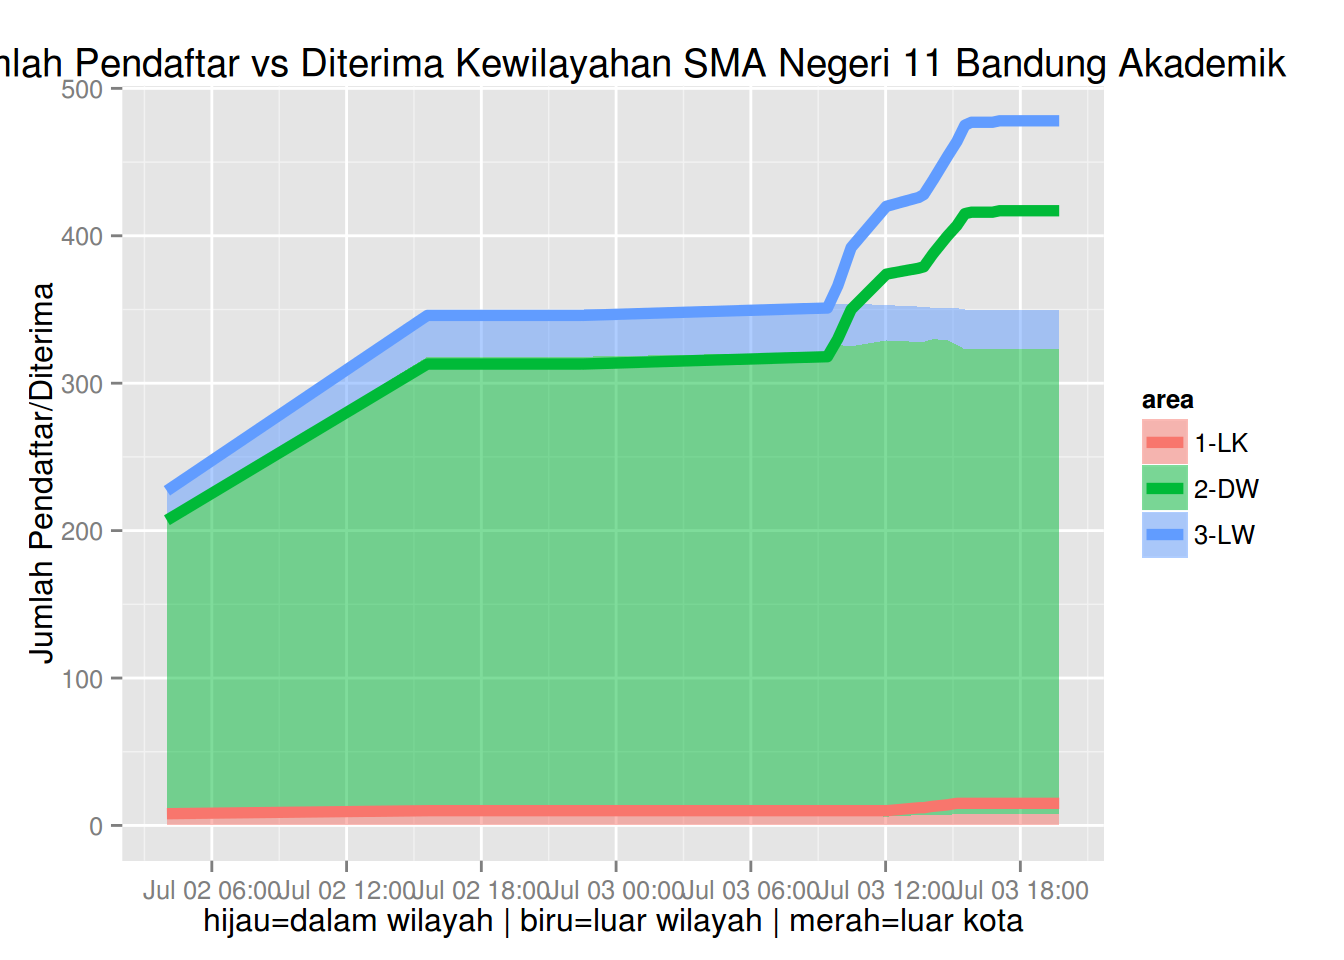 mlah Pendaftar vs Diterima Kewilayahan SMA Negeri 11 Bandung Akademik
Jumlah Pendaftar/Diterima
500
400
300
200
100
0
Jul 02 06:00
Jul 02 12:00
Jul 02 18:00
Jul 03 00:00
Jul 03 06:00
Jul 03 12:00
Jul 03 18:00
hijau=dalam wilayah | biru=luar wilayah | merah=luar kota
area
1-LK
2-DW
3-LW